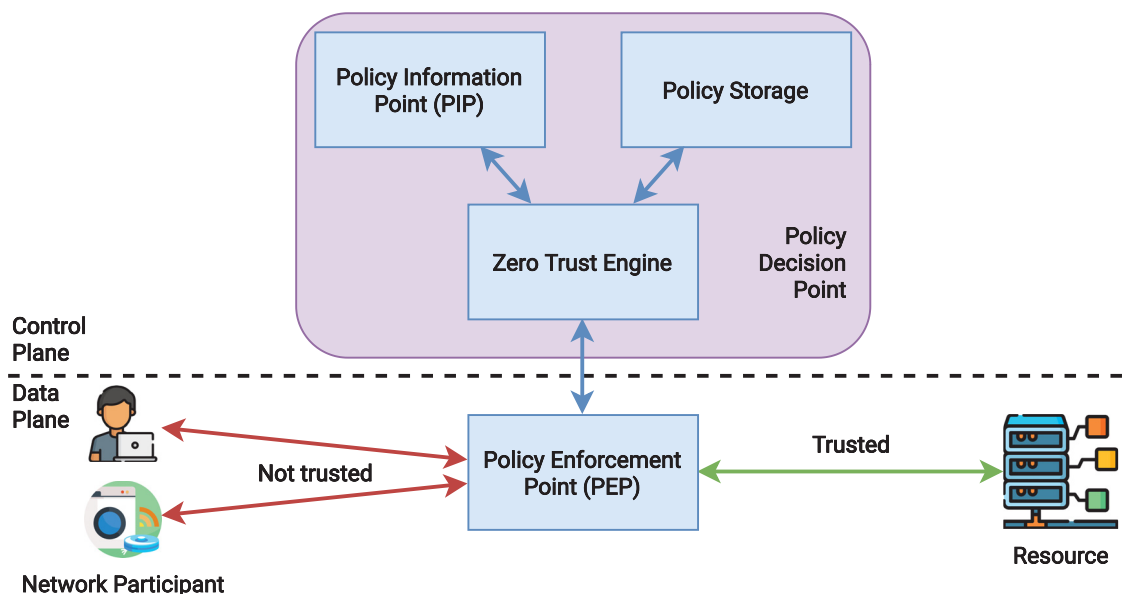 Policy Information
Point (PIP)
Policy Storage
Zero Trust Engine
Policy
Decision
Point
Control
Plane
Data
Plane
Policy Enforcement
Point (PEP)
Not trusted
Trusted
Resource
Network Participant